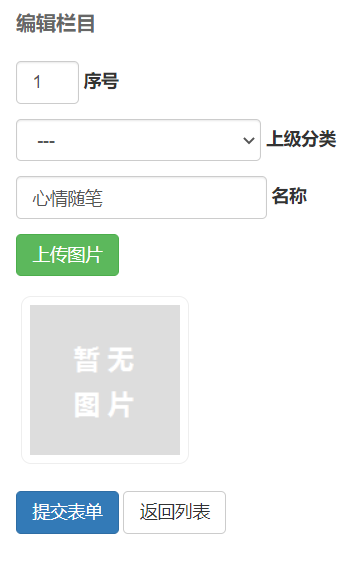 编辑栏目
1 序号
--- 上级分类
心情随笔 名称
上传图片
暂无
图片
提交表单 返回列表